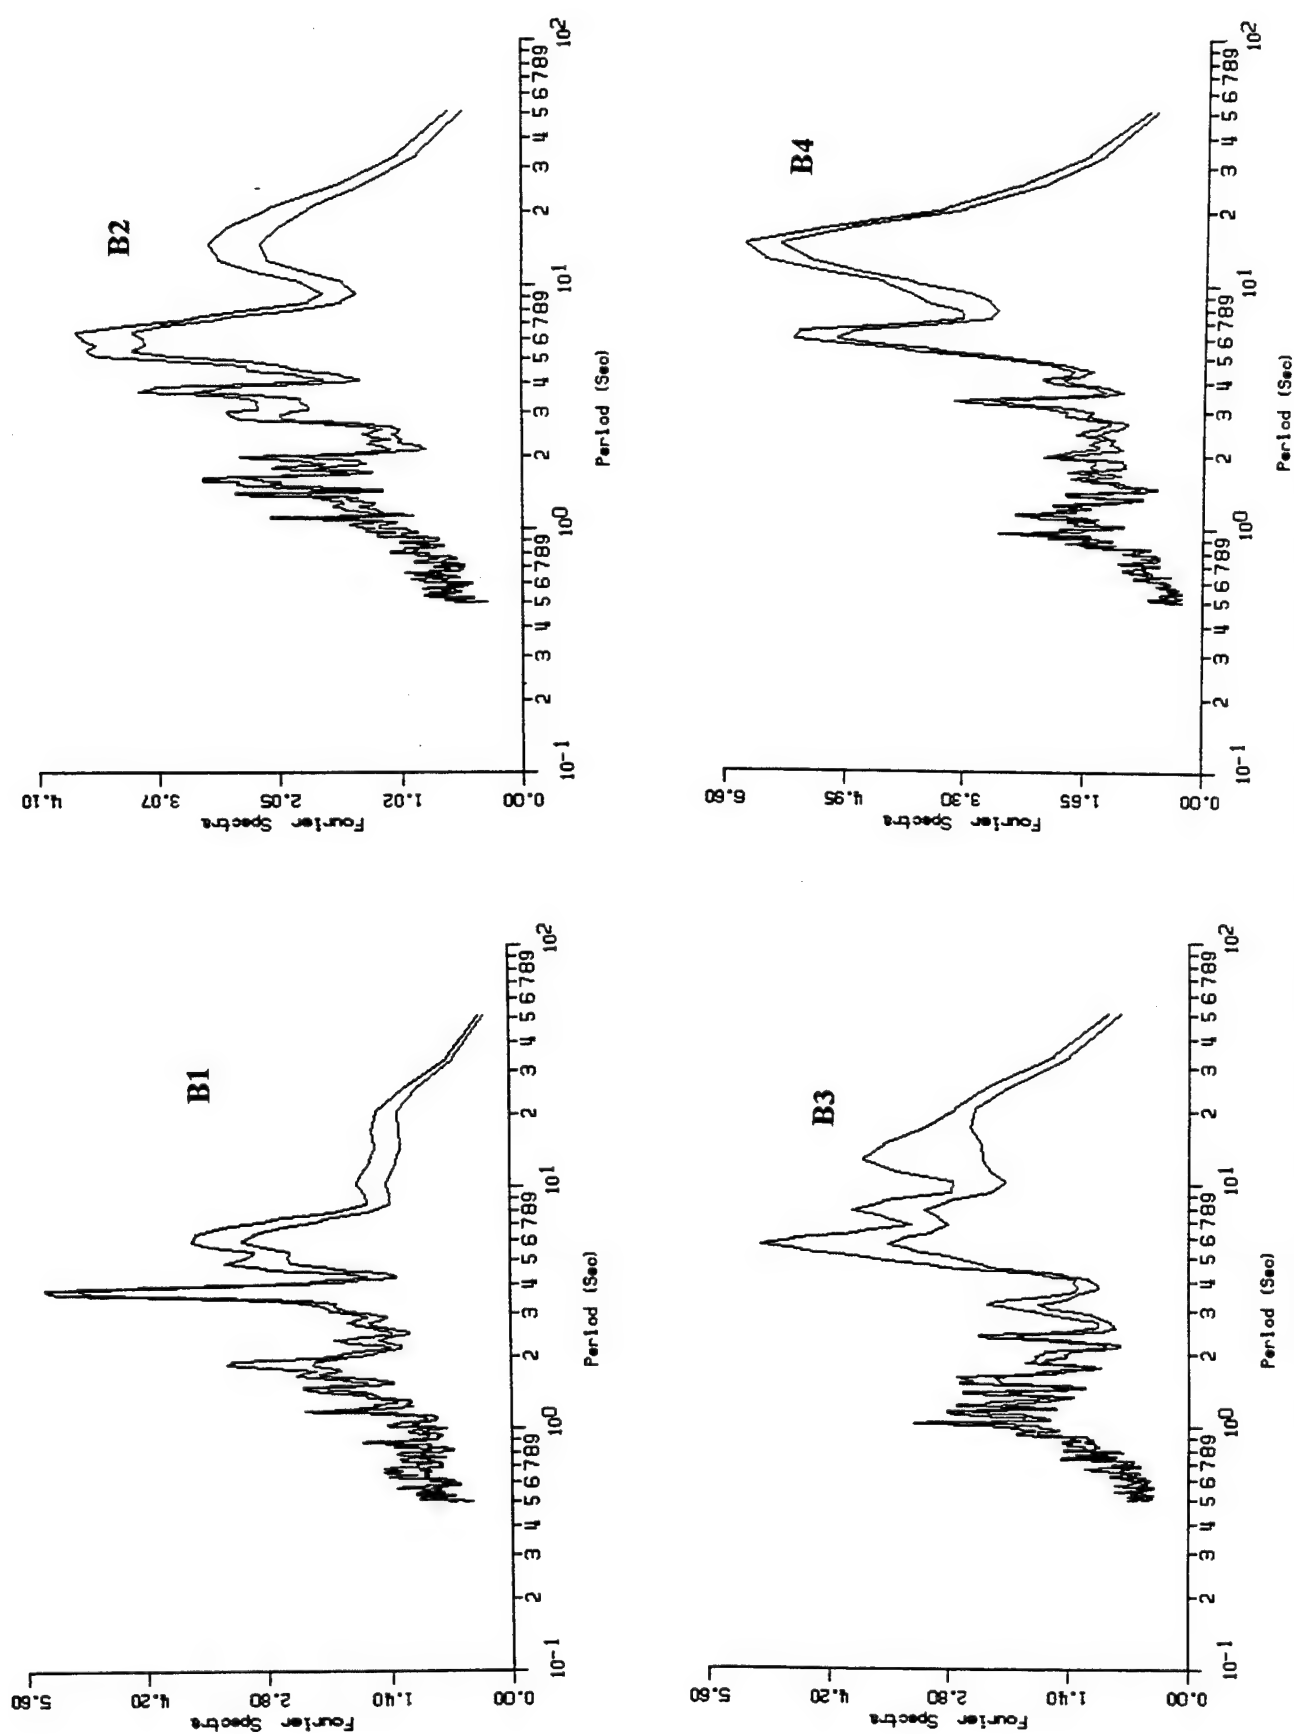 B1
Fourier Spectra
5.60
4.20
2.80
1.40
0.00
10-1 2 3 4 5 6 7 8 9 100 2 3 4 5 6 7 8 9 101 2 3 4 5 6 7 8 9 102
Period (Sec)
B2
Fourier Spectra
4.10
3.07
2.05
1.02
0.00
10-1 2 3 4 5 6 7 8 9 100 2 3 4 5 6 7 8 9 101 2 3 4 5 6 7 8 9 102
Period (Sec)
B3
Fourier Spectra
5.60
4.20
2.80
1.40
0.00
10-1 2 3 4 5 6 7 8 9 100 2 3 4 5 6 7 8 9 101 2 3 4 5 6 7 8 9 102
Period (Sec)
B4
Fourier Spectra
6.60
4.95
3.30
1.65
0.00
10-1 2 3 4 5 6 7 8 9 100 2 3 4 5 6 7 8 9 101 2 3 4 5 6 7 8 9 102
Period (Sec)